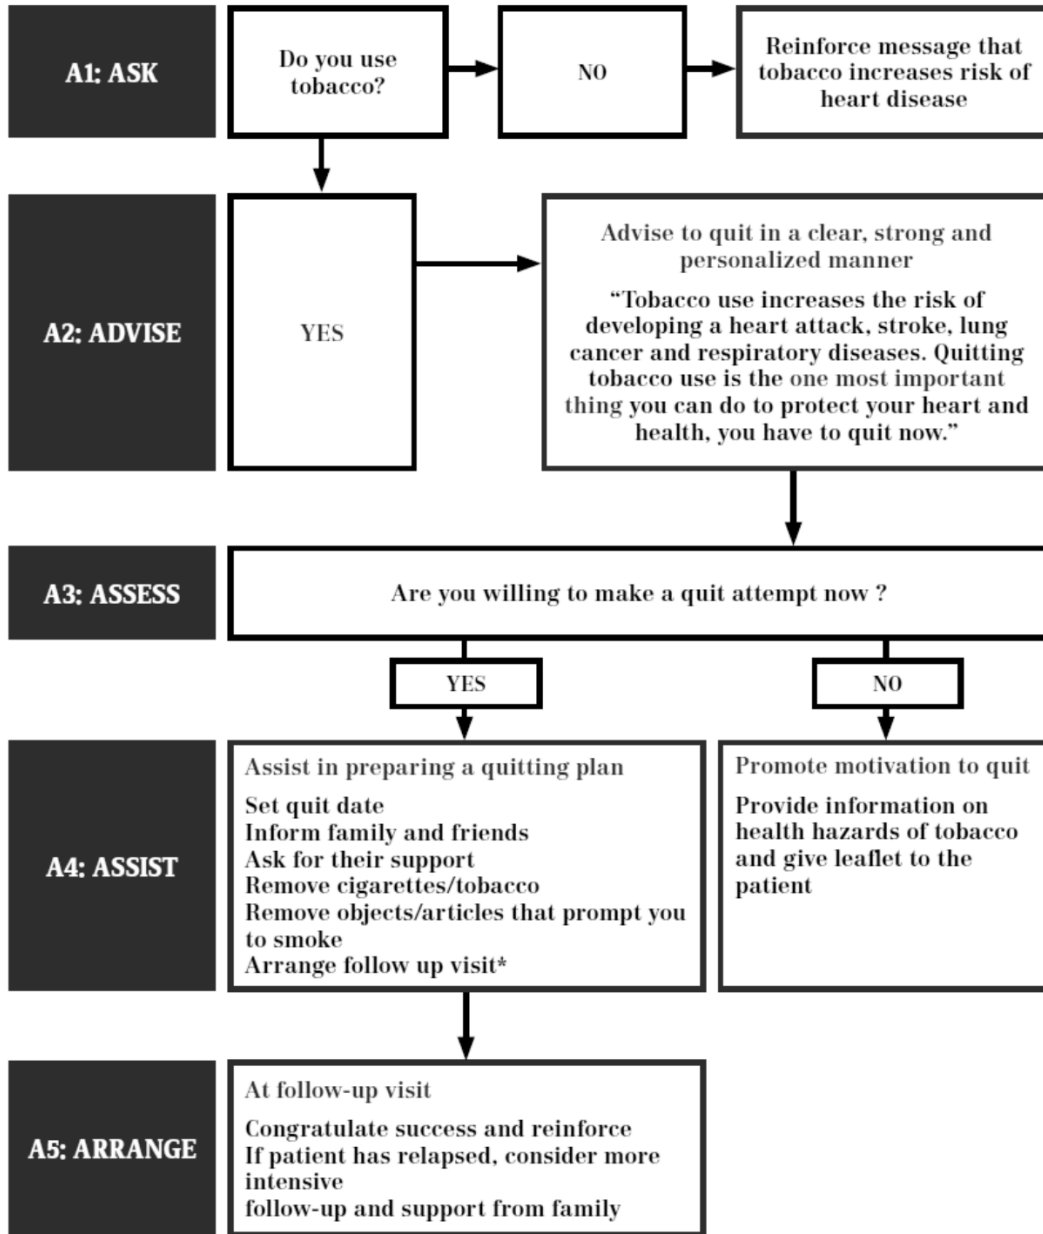 A1: ASK
Do you use
tobacco?
NO
Reinforce message that
tobacco increases risk of
heart disease
A2: ADVISE
YES
Advise to quit in a clear, strong and
personalized manner
“Tobacco use increases the risk of
developing a heart attack, stroke, lung
cancer and respiratory diseases. Quitting
tobacco use is the one most important
thing you can do to protect your heart and
health, you have to quit now.”
A3: ASSESS
Are you willing to make a quit attempt now ?
YES
NO
A4: ASSIST
Assist in preparing a quitting plan
Set quit date
Inform family and friends
Ask for their support
Remove cigarettes/tobacco
Remove objects/articles that prompt you
to smoke
Arrange follow up visit*
Promote motivation to quit
Provide information on
health hazards of tobacco
and give leaflet to the
patient
A5: ARRANGE
At follow-up visit
Congratulate success and reinforce
If patient has relapsed, consider more
intensive
follow-up and support from family